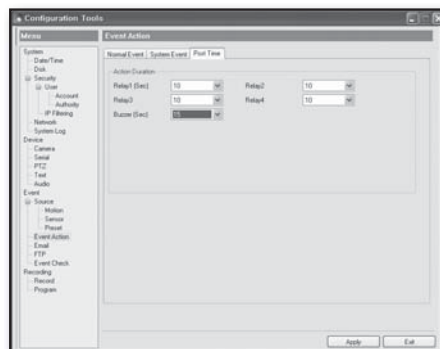 Configuration Tools
Menu
Event Action
System
Date/Time
Disk
Security
User
Account
Authority
IP Filtering
Network
System Log
Device
Camera
Serial
PTZ
Text
Audio
Event
Source
Motion
Sensor
Preset
Event Action
Email
FTP
Event Check
Recording
Record
Program
Normal Event System Event Post Time
Action Duration
Relay1 (Sec) 10 Relay2 10
Relay3 10 Relay4 10
Buzzer (Sec) 15
Apply Exit